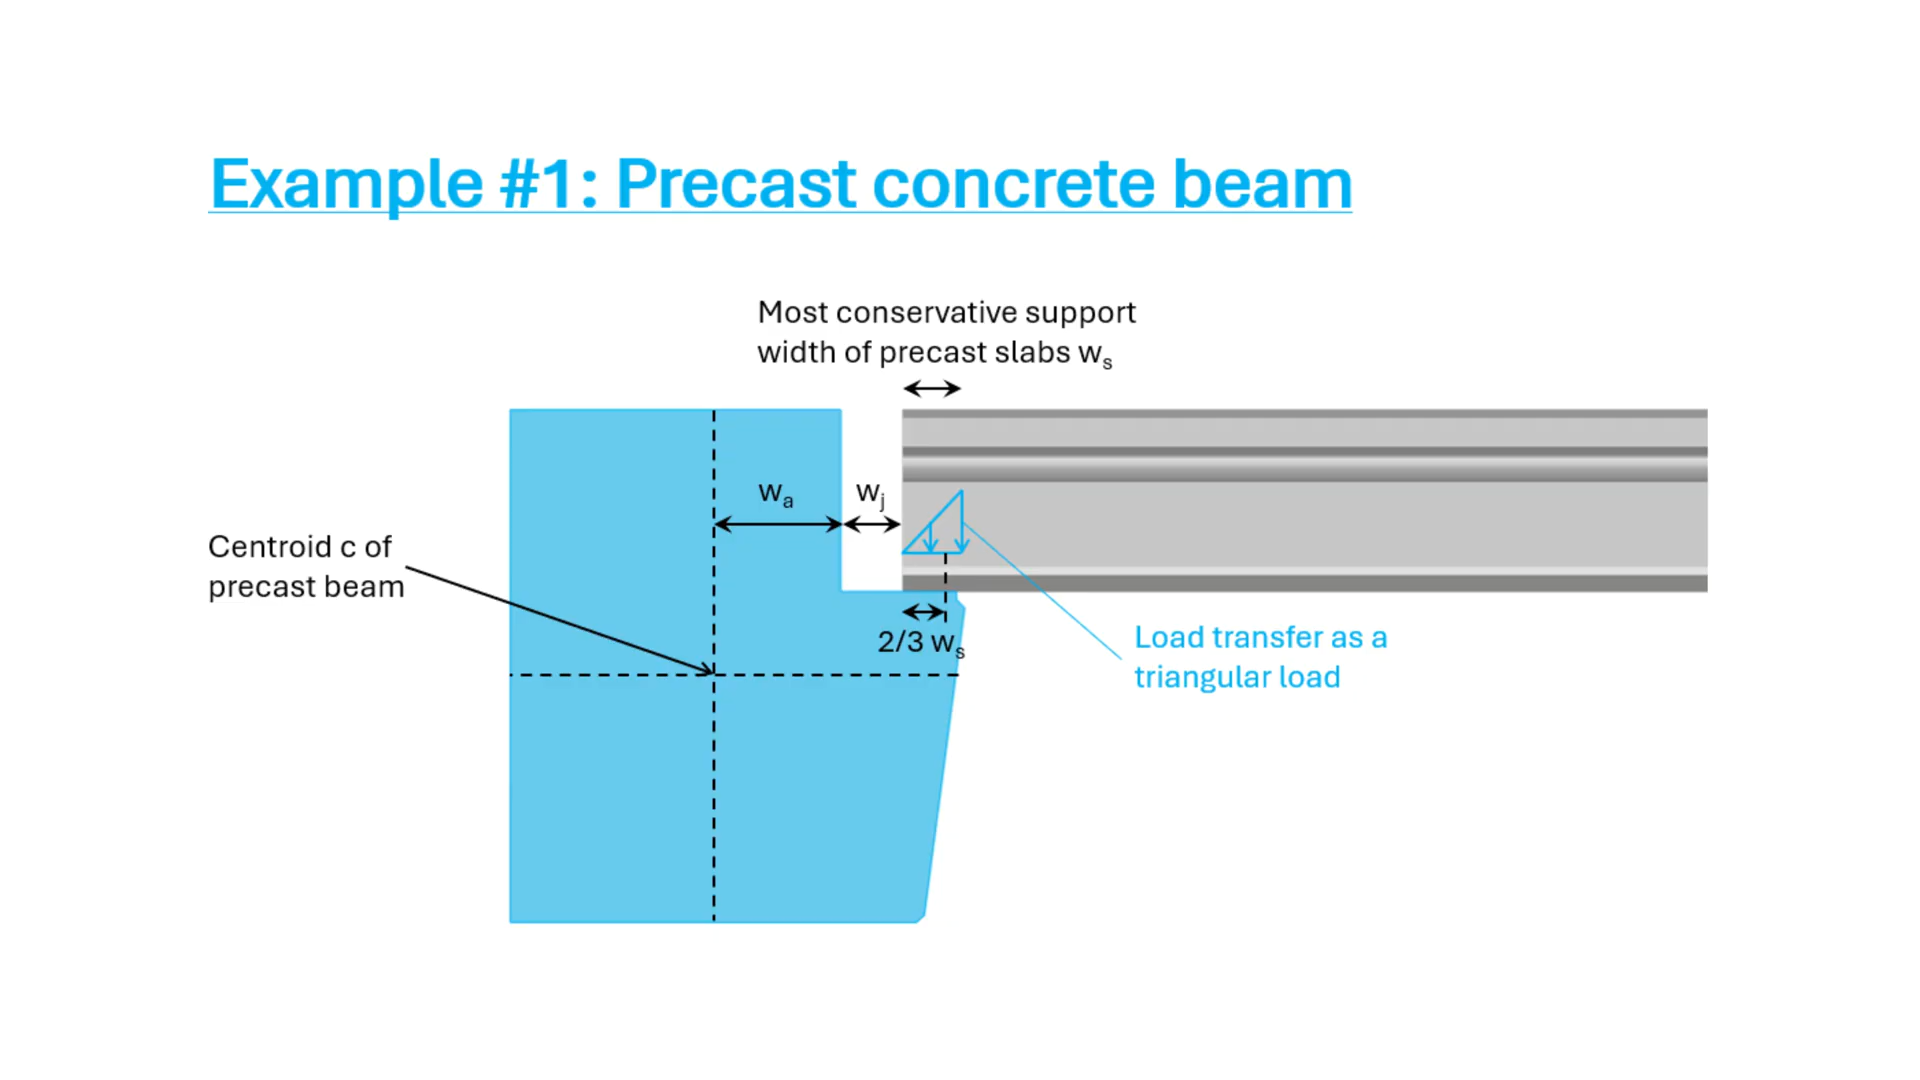 Example #1: Precast concrete beam
Most conservative support
width of precast slabs wₛ
wₐ
wⱼ
Centroid c of
precast beam
2/3 wₛ
Load transfer as a
triangular load